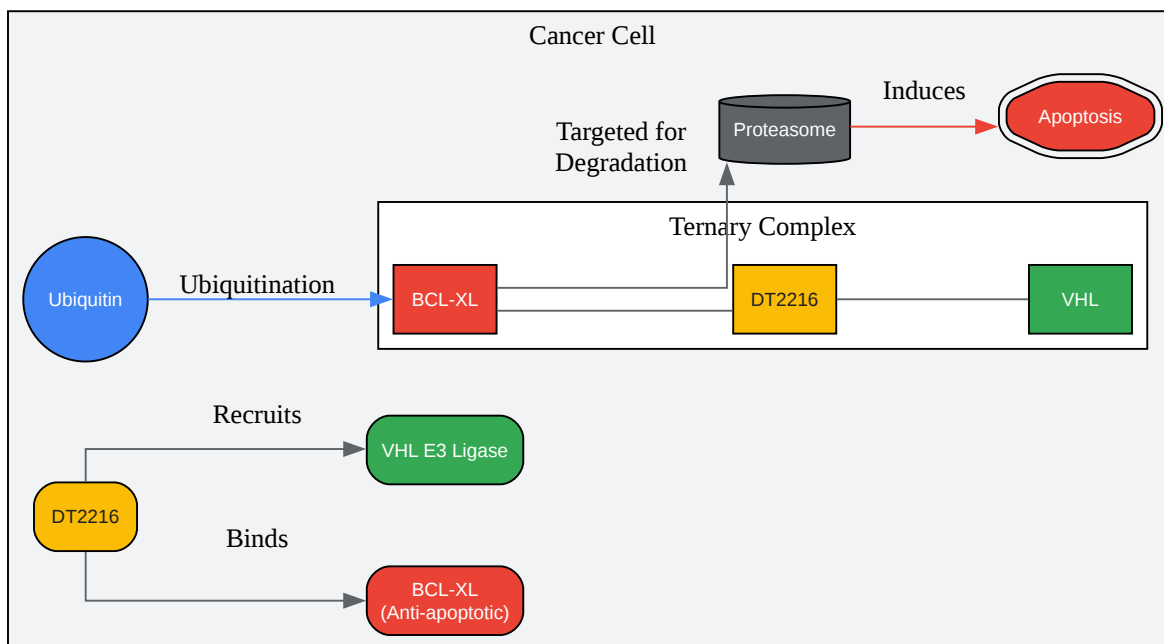 Cancer Cell
Induces
Apoptosis
Proteasome
Targeted for
Degradation
Ternary Complex
Ubiquitin
Ubiquitination
BCL-XL
DT2216
VHL
Recruits
VHL E3 Ligase
DT2216
Binds
BCL-XL
(Anti-apoptotic)